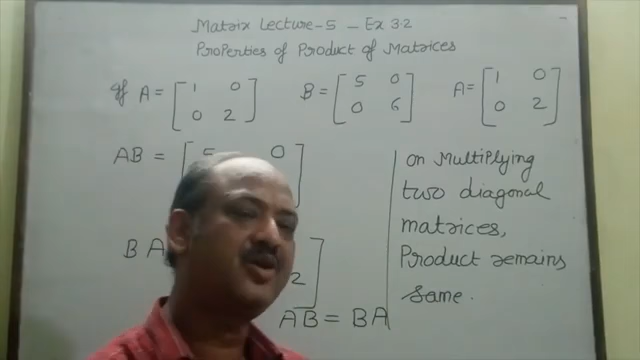 Matrix Lecture-5 - Ex 3.2
Properties of Product of Matrices
If A = [ 1 0 B = [ 5 0 A = [ 1 0
0 2 ] 0 6 ] 0 2 ]
AB = [ 5 0 ]
BA
2 ]
AB = BA
on Multiplying
two diagonal
matrices,
Product remains
same.